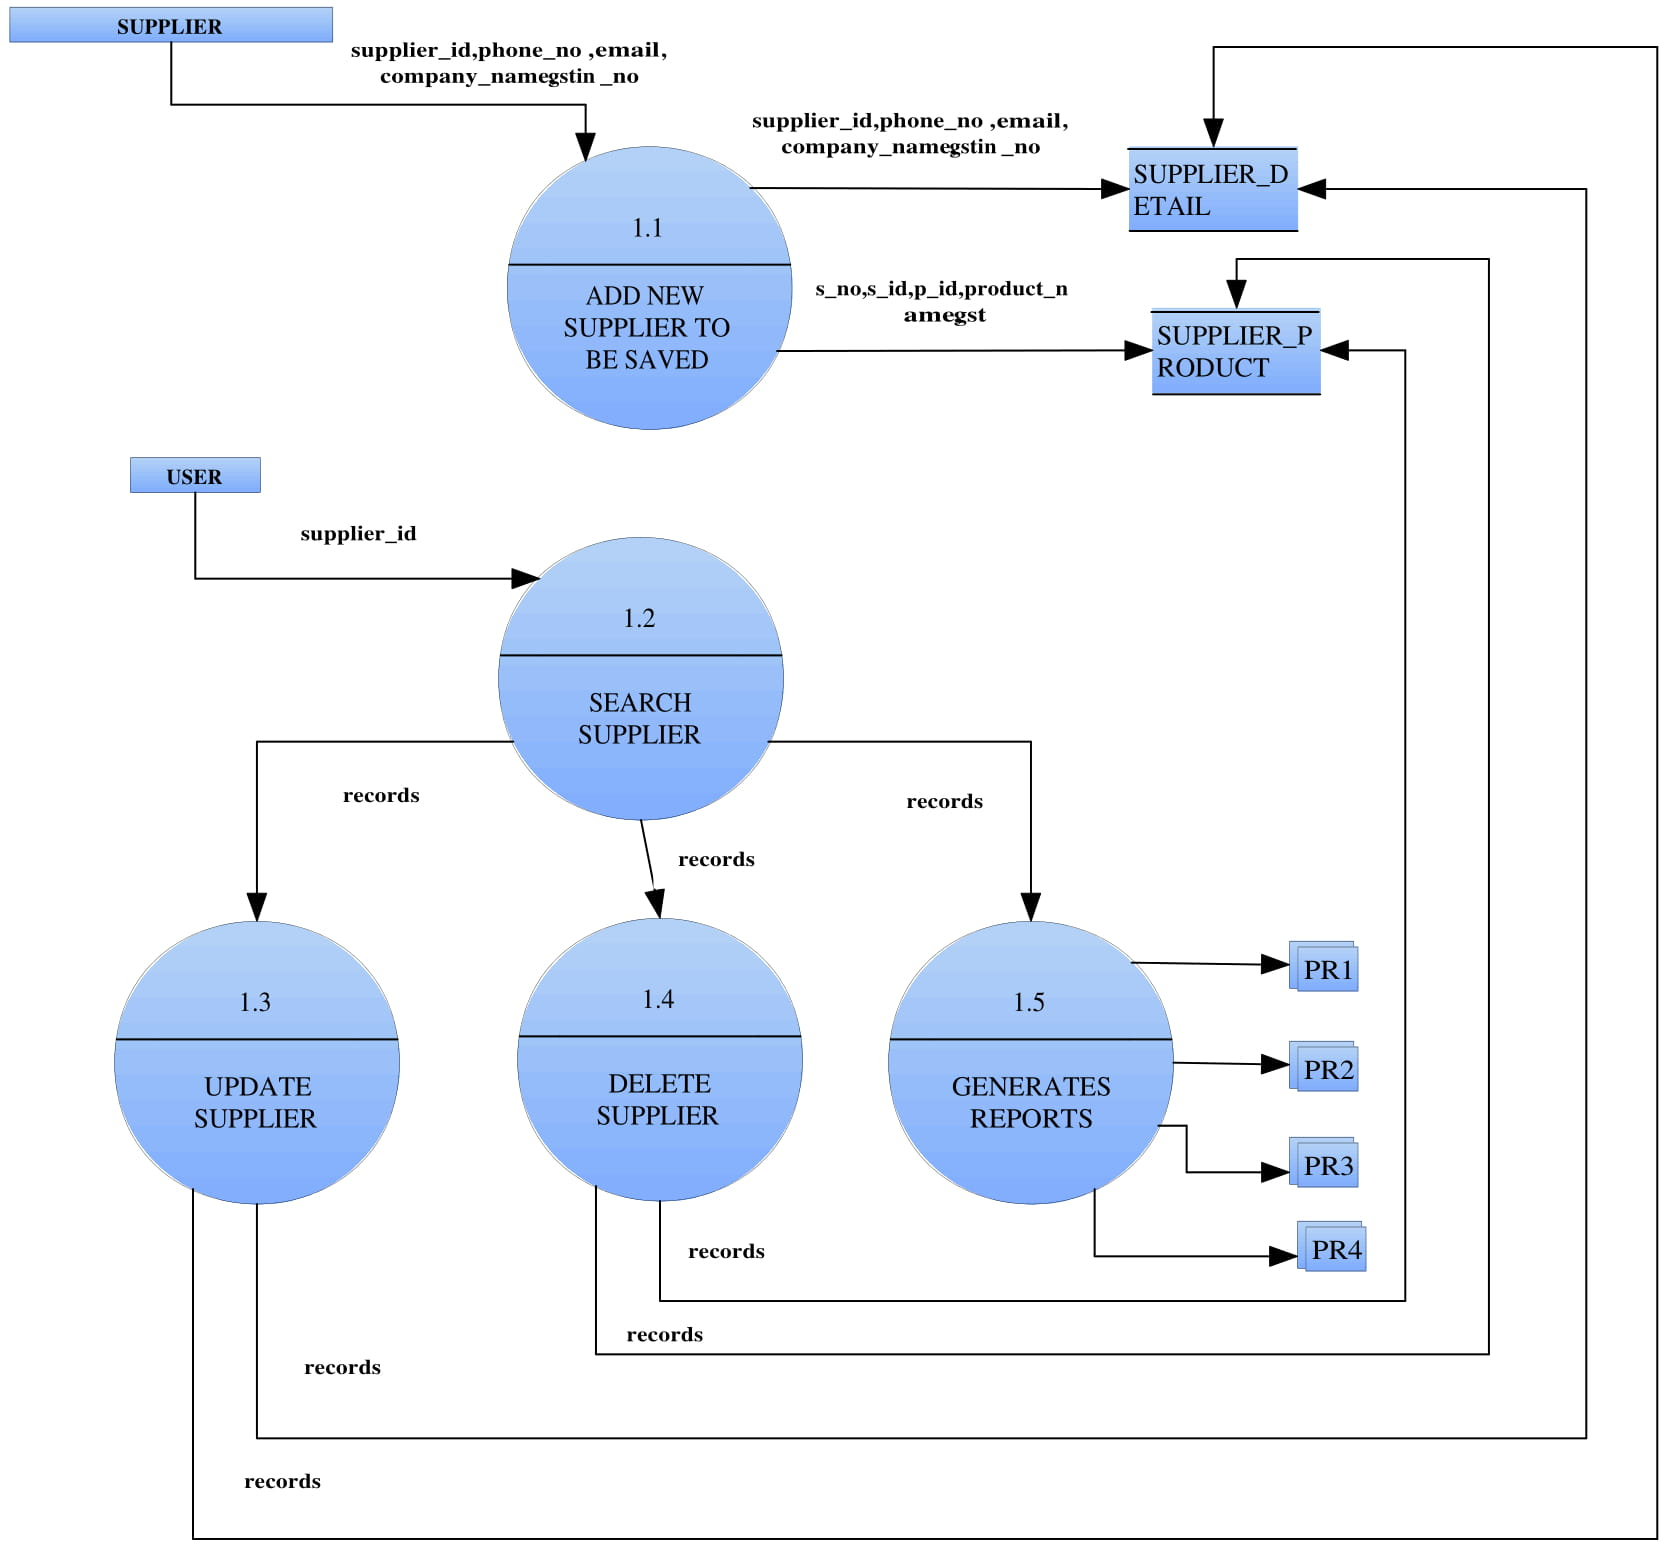 SUPPLIER
supplier_id,phone_no ,email,
company_namegstin _no
supplier_id,phone_no ,email,
company_namegstin _no
SUPPLIER_D
ETAIL
1.1
ADD NEW
SUPPLIER TO
BE SAVED
s_no,s_id,p_id,product_n
amegst
SUPPLIER_P
RODUCT
USER
supplier_id
1.2
SEARCH
SUPPLIER
records
records
records
1.3
UPDATE
SUPPLIER
1.4
DELETE
SUPPLIER
1.5
GENERATES
REPORTS
PR1
PR2
PR3
PR4
records
records
records
records